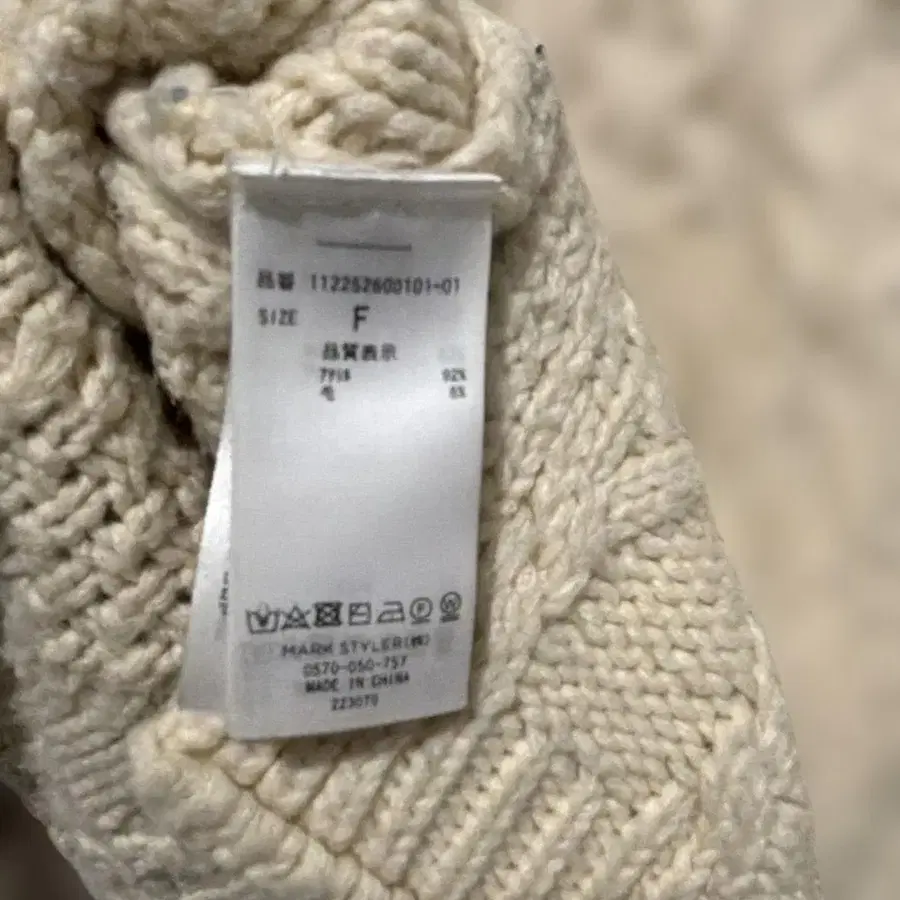 品番 112252600101-01
SIZE F
品質表示
ｱｸﾘﾙ 92%
毛 8%
MARK STYLER(株)
0570-050-757
MADE IN CHINA
223070